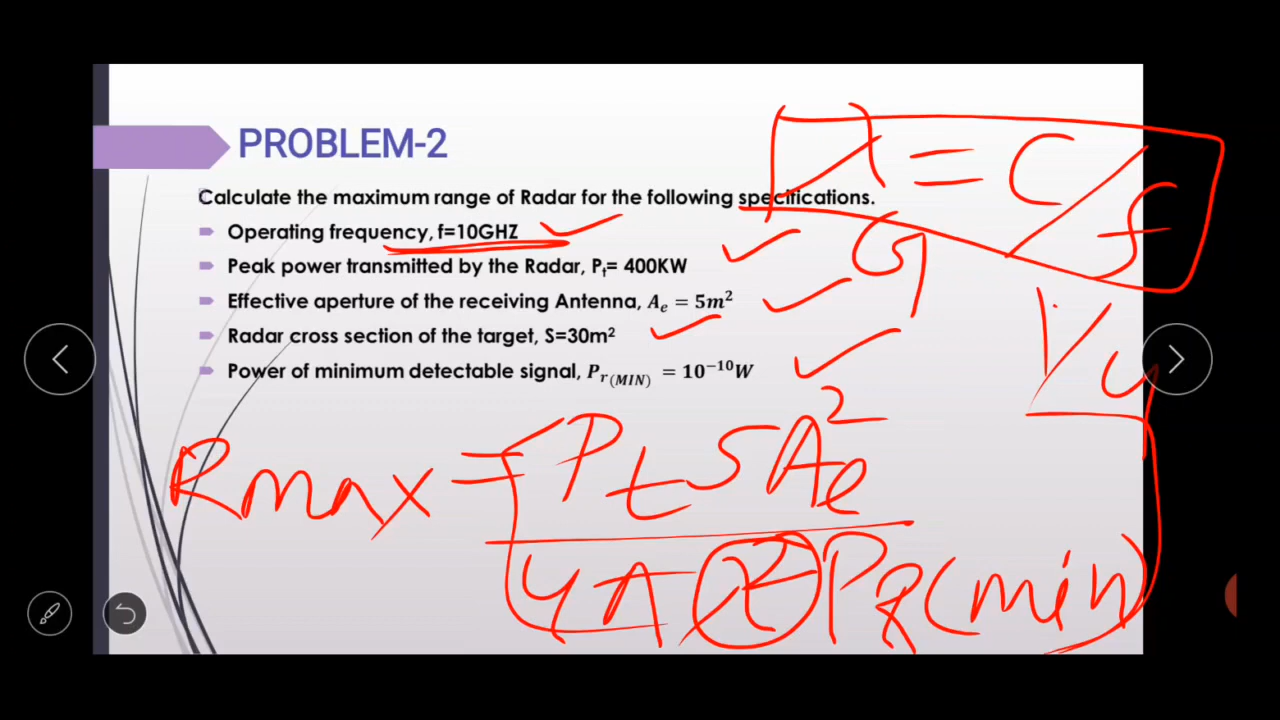 PROBLEM-2
λ = C/f
Calculate the maximum range of Radar for the following specifications.
Operating frequency, f=10GHZ
Peak power transmitted by the Radar, Pt= 400KW
G
Effective aperture of the receiving Antenna, Ae = 5m²
Radar cross section of the target, S=30m²
Power of minimum detectable signal, Pr(MIN) = 10⁻¹⁰W
1/4
Rmax = [Pt S Ae²
4π λ² Pr(min)]